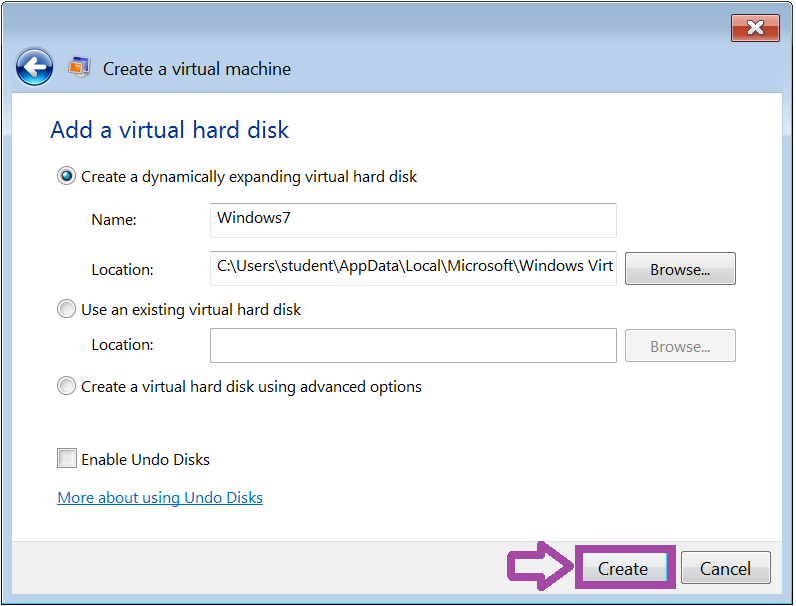 Create a virtual machine
Add a virtual hard disk
Create a dynamically expanding virtual hard disk
Name: Windows7
Location: C:\Users\student\AppData\Local\Microsoft\Windows Virt Browse...
Use an existing virtual hard disk
Location: Browse...
Create a virtual hard disk using advanced options
Enable Undo Disks
More about using Undo Disks
Create Cancel